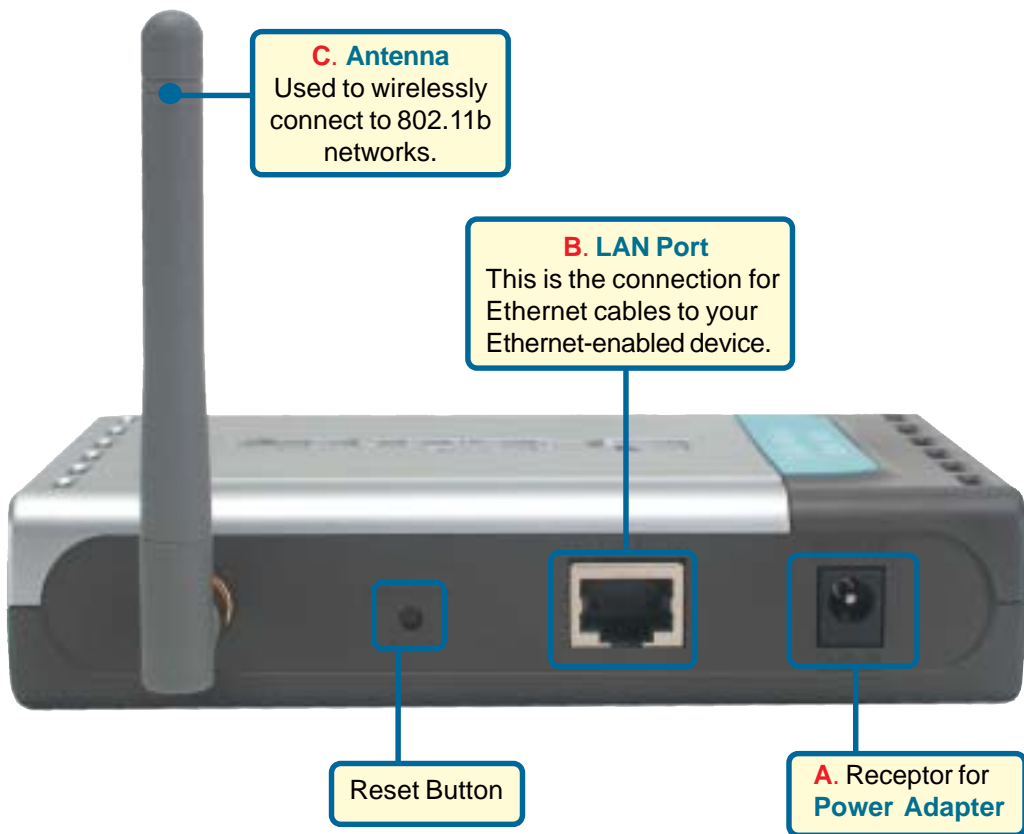 C. Antenna
Used to wirelessly
connect to 802.11b
networks.
B. LAN Port
This is the connection for
Ethernet cables to your
Ethernet-enabled device.
Reset Button
A. Receptor for
Power Adapter